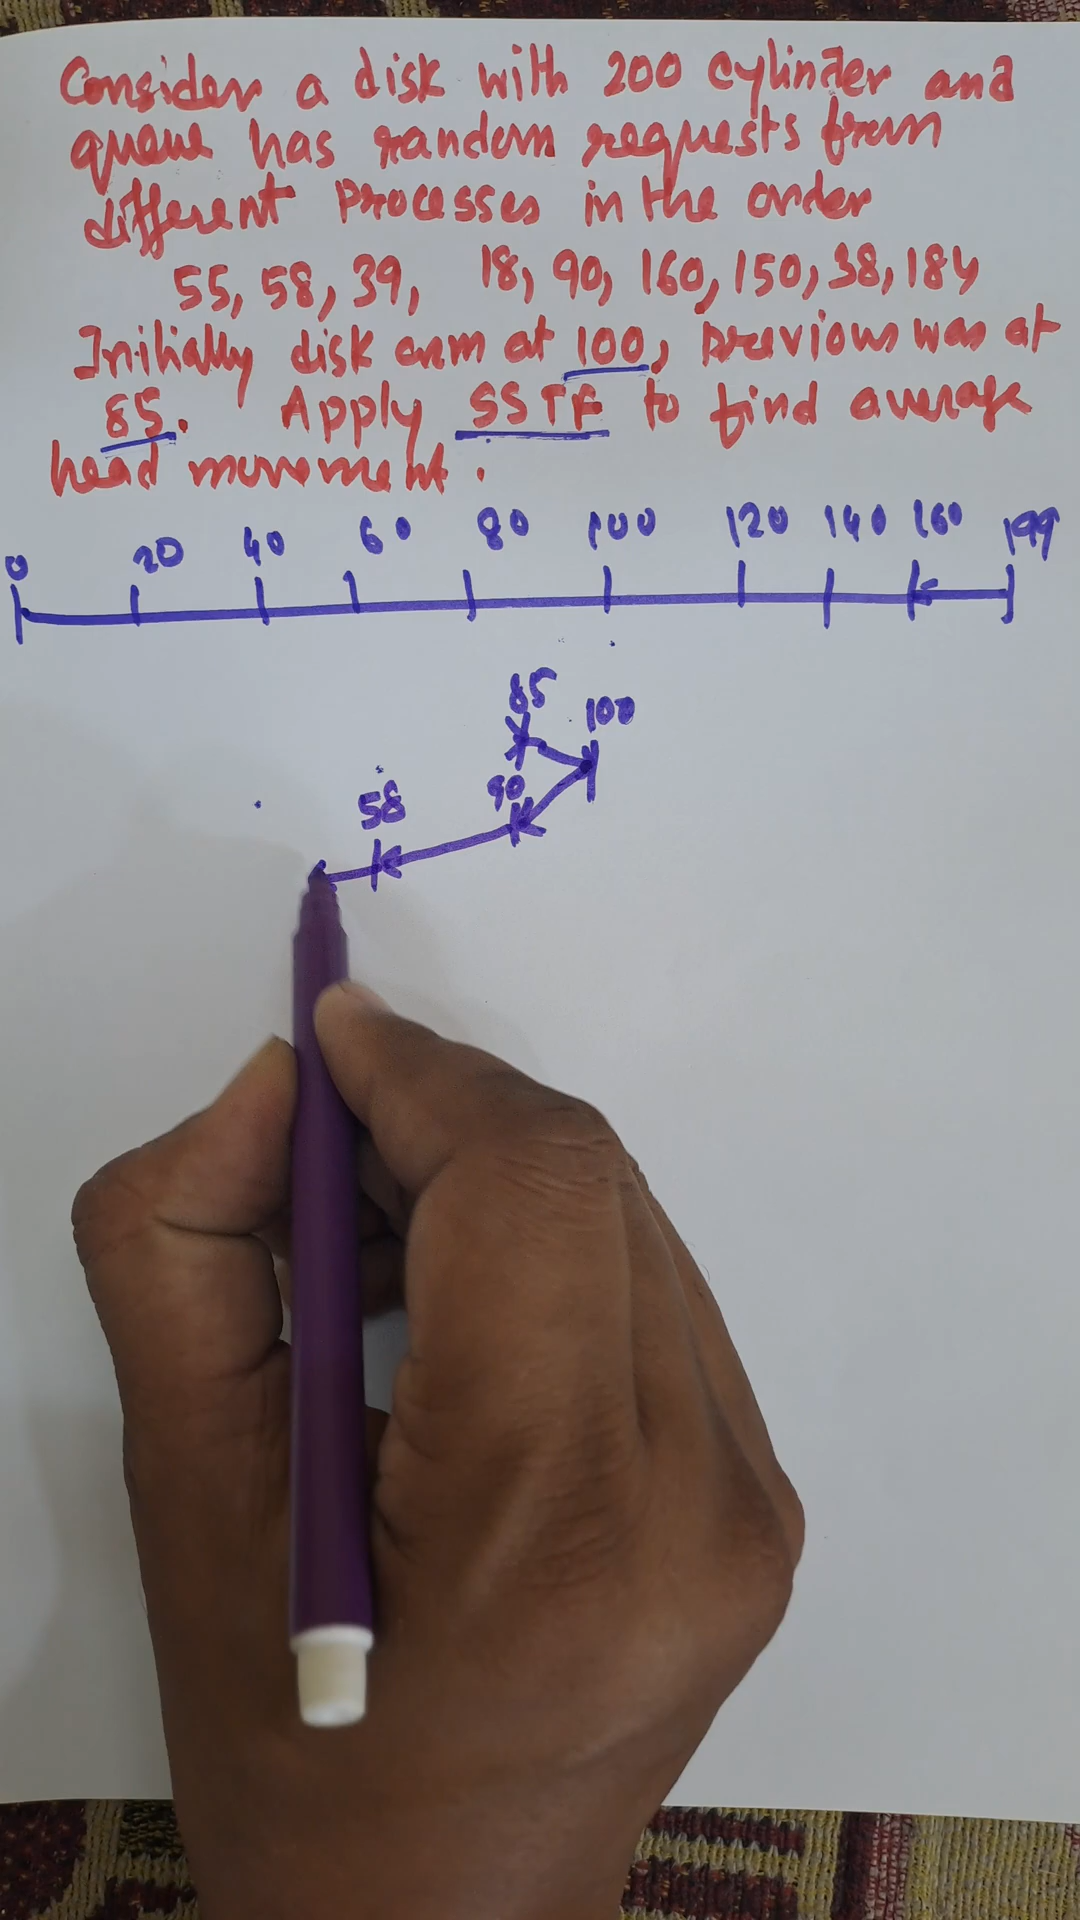 Consider a disk with 200 cylinder and
queue has random requests from
different Processes in the order
55, 58, 39, 18, 90, 160, 150, 38, 184
Initially disk arm at 100, previous was at
85. Apply SSTF to find average
head movement.
0 20 40 60 80 100 120 140 160 199
85
100
90
58